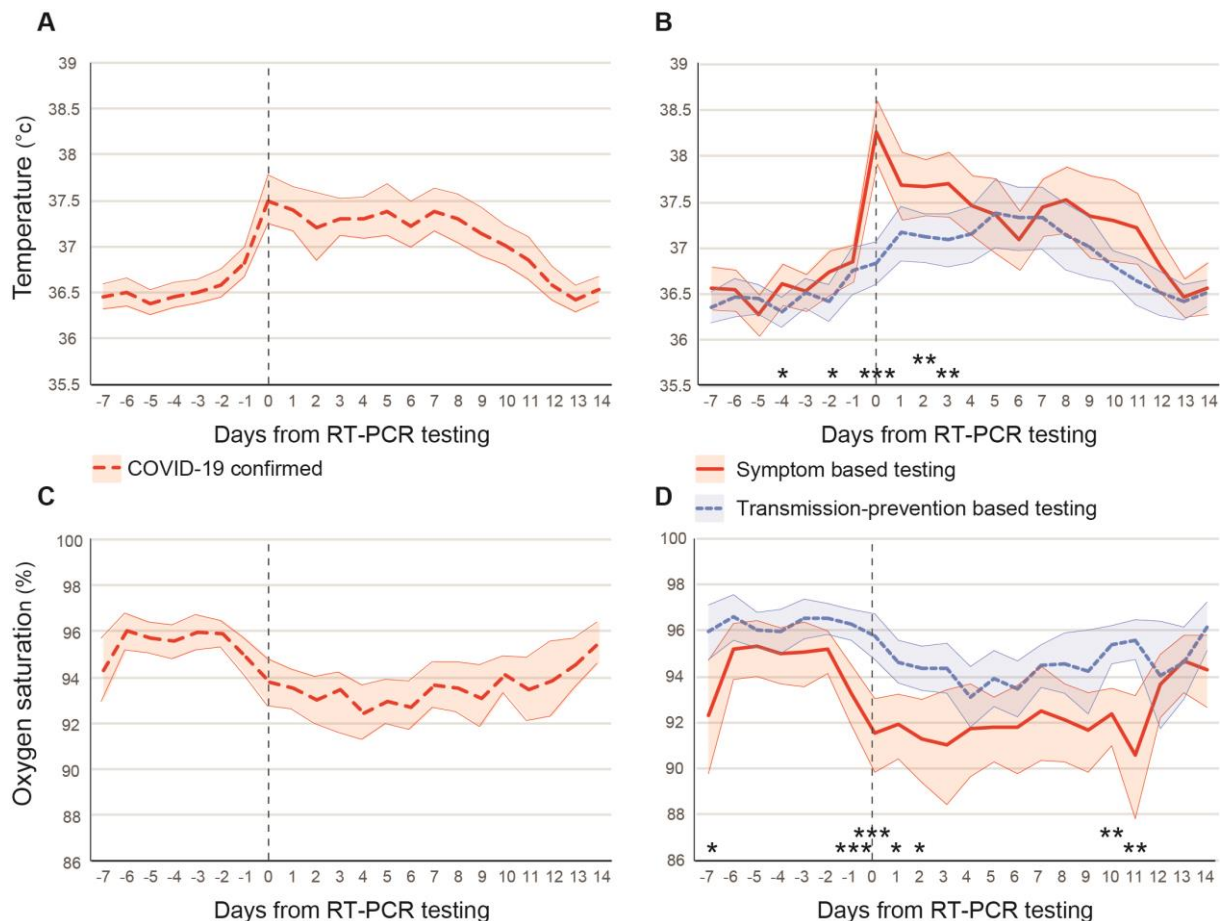 A
Temperature (°c)
39
38.5
38
37.5
37
36.5
36
35.5
-7 -6 -5 -4 -3 -2 -1 0 1 2 3 4 5 6 7 8 9 10 11 12 13 14
Days from RT-PCR testing
COVID-19 confirmed
B
39
38.5
38
37.5
37
36.5
36
35.5
**
* * *** **
-7 -6 -5 -4 -3 -2 -1 0 1 2 3 4 5 6 7 8 9 10 11 12 13 14
Days from RT-PCR testing
Symptom based testing
Transmission-prevention based testing
C
Oxygen saturation (%)
100
98
96
94
92
90
88
86
-7 -6 -5 -4 -3 -2 -1 0 1 2 3 4 5 6 7 8 9 10 11 12 13 14
Days from RT-PCR testing
D
100
98
96
94
92
90
88
86
*** **
* *** * * **
-7 -6 -5 -4 -3 -2 -1 0 1 2 3 4 5 6 7 8 9 10 11 12 13 14
Days from RT-PCR testing